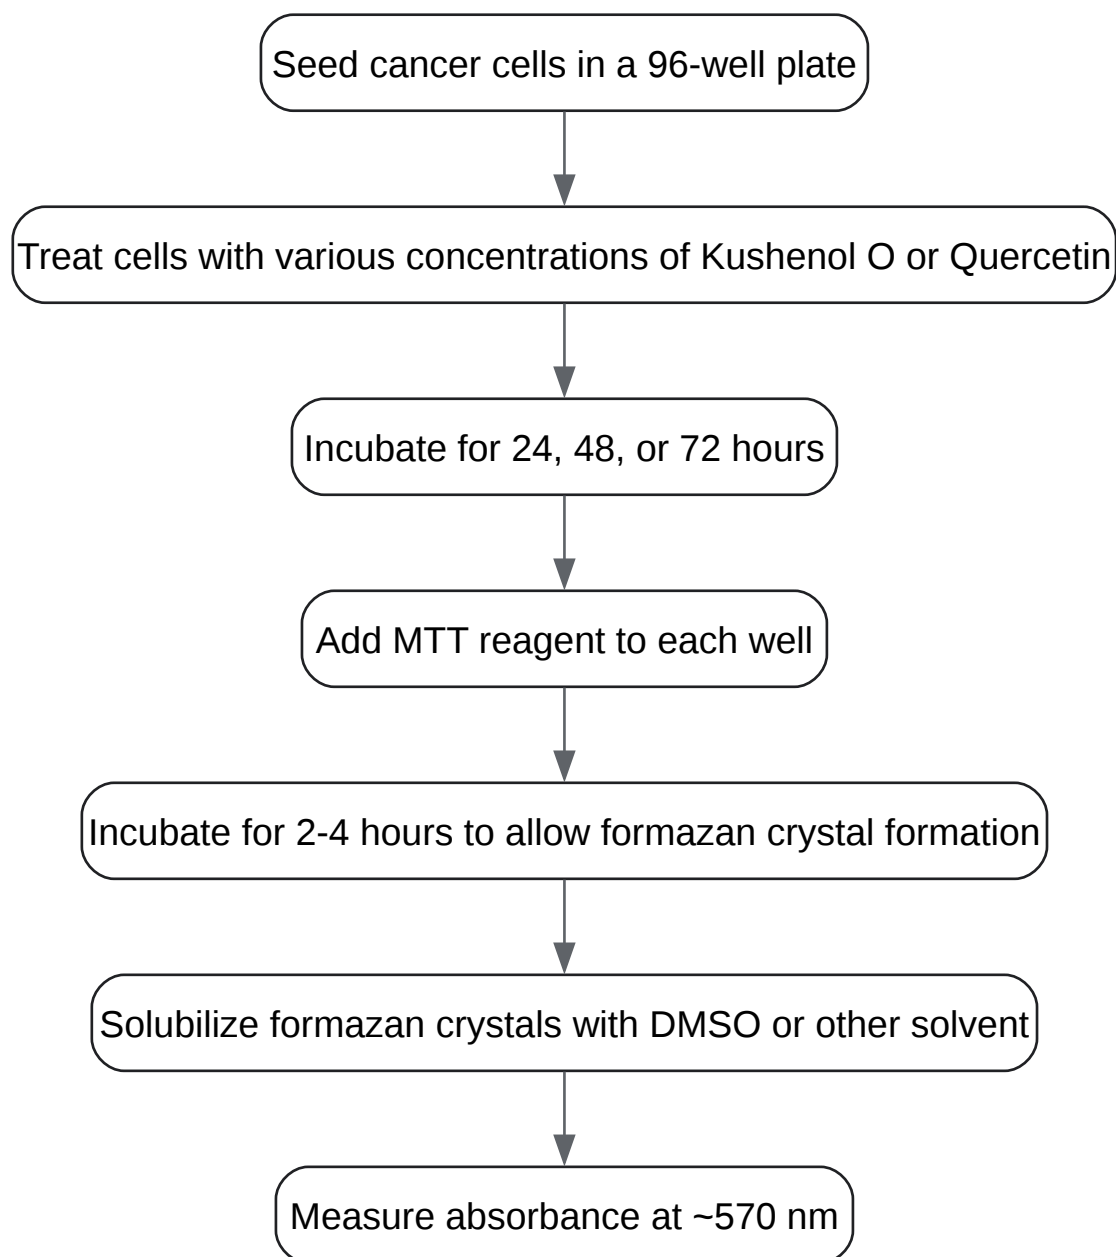 Seed cancer cells in a 96-well plate
Treat cells with various concentrations of Kushenol O or Quercetin
Incubate for 24, 48, or 72 hours
Add MTT reagent to each well
Incubate for 2-4 hours to allow formazan crystal formation
Solubilize formazan crystals with DMSO or other solvent
Measure absorbance at ~570 nm